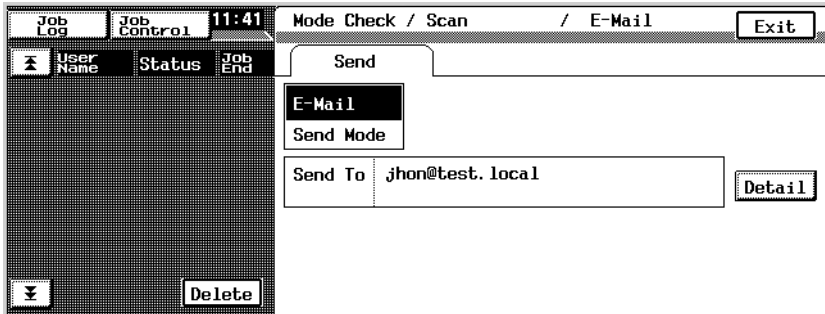 Job Log
Job Control
11:41
Mode Check / Scan / E-Mail
Exit
User Name
Status
Job End
Send
E-Mail
Send Mode
Send To
jhon@test.local
Detail
Delete